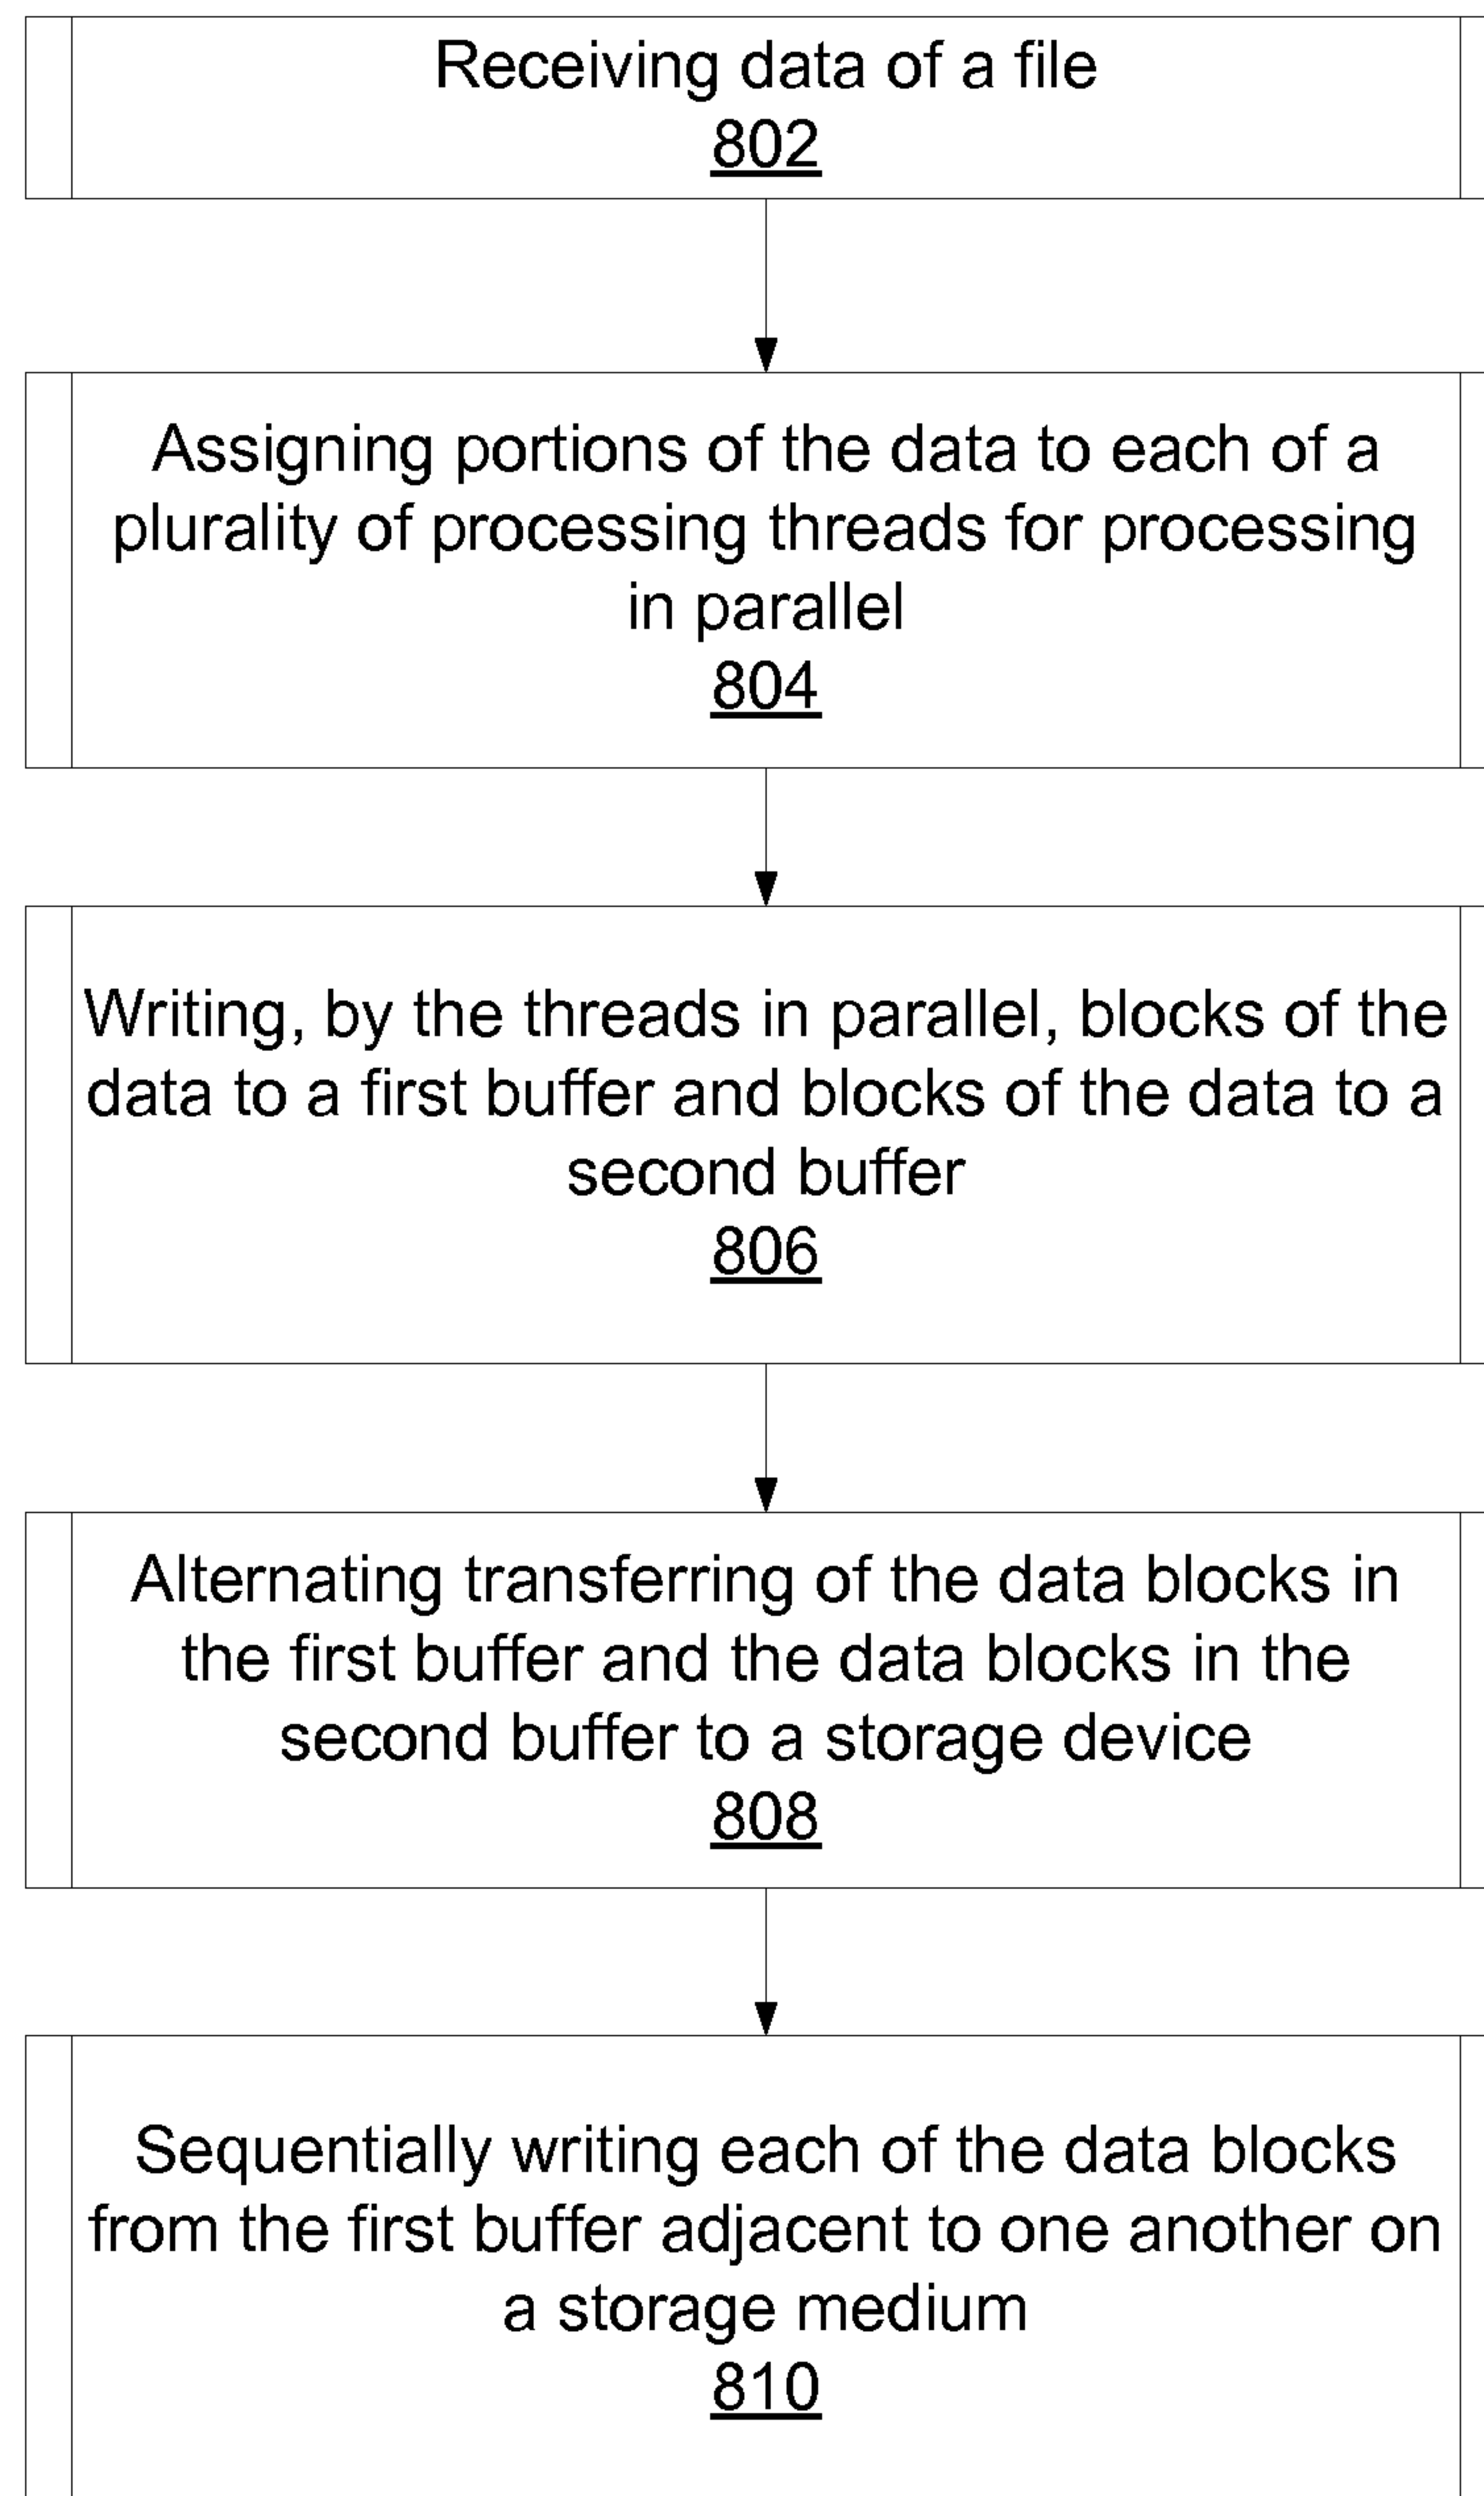 Receiving data of a file
802
Assigning portions of the data to each of a
plurality of processing threads for processing
in parallel
804
Writing, by the threads in parallel, blocks of the
data to a first buffer and blocks of the data to a
second buffer
806
Alternating transferring of the data blocks in
the first buffer and the data blocks in the
second buffer to a storage device
808
Sequentially writing each of the data blocks
from the first buffer adjacent to one another on
a storage medium
810